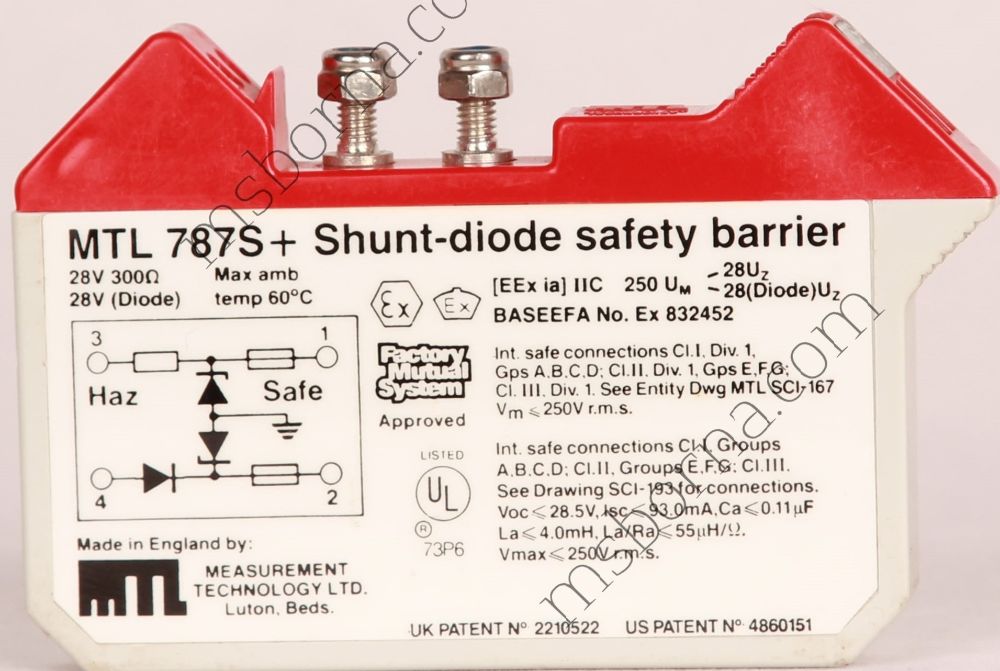 MTL 787S+ Shunt-diode safety barrier
28V 300Ω
28V (Diode)
Max amb
temp 60°C
Ex
Ex
[EEx ia] IIC 250 UM
28UZ
28(Diode)UZ
BASEEFA No. Ex 832452
3
1
Haz
Safe
4
2
Factory
Mutual
System
Approved
Int. safe connections Cl.I, Div. 1,
Gps A,B,C,D; Cl.II. Div. 1, Gps E,F,G;
Cl. III. Div. 1. See Entity Dwg MTL SCI-167
Vm ≤ 250V r.m.s.
LISTED
UL
®
73P6
Int. safe connections Cl.I. Groups
A,B,C,D; Cl.II, Groups E,F,G: Cl.III.
See Drawing SCI-193 for connections.
Voc ≤ 28.5V, Isc ≤ 93.0mA, Ca ≤ 0.11µF
La ≤ 4.0mH, La/Ra ≤ 55µH/Ω.
Vmax ≤ 250V r.m.s.
Made in England by:
MTL
MEASUREMENT
TECHNOLOGY LTD.
Luton, Beds.
UK PATENT Nº 2210522 US PATENT Nº 4860151
msborna.com
msborna.com